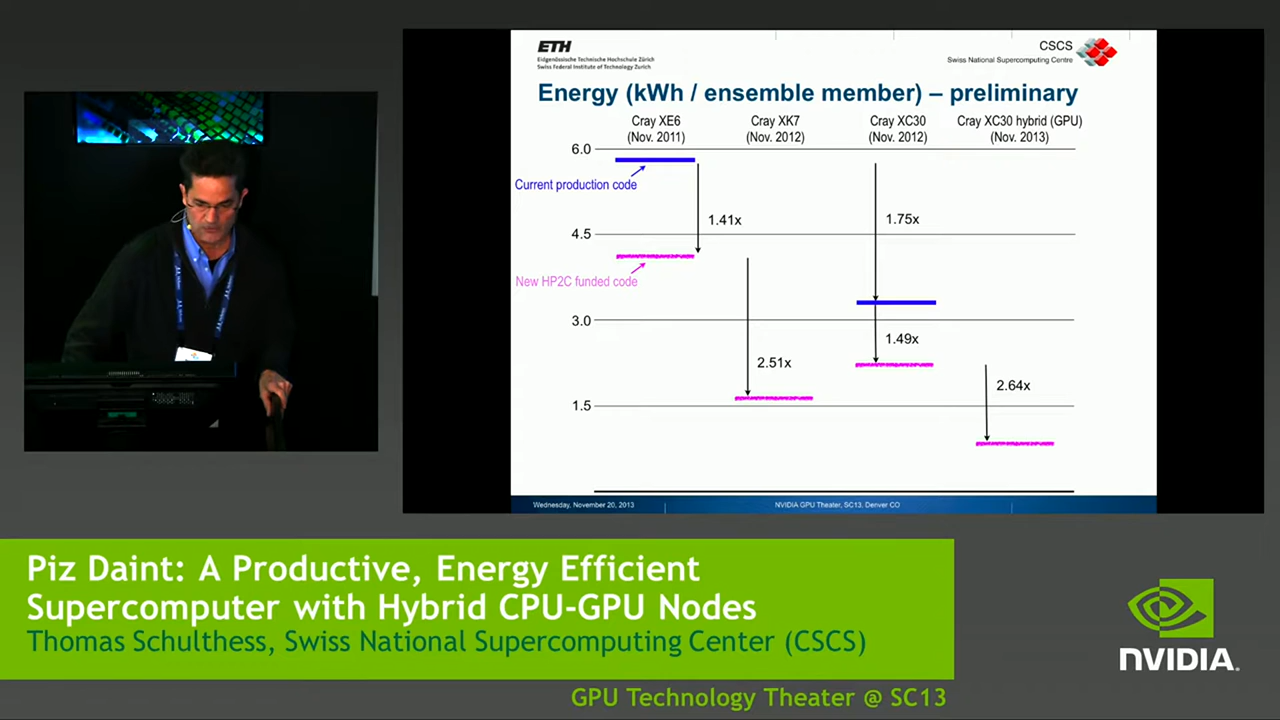 ETH
Eidgenössische Technische Hochschule Zürich
Swiss Federal Institute of Technology Zurich
CSCS
Swiss National Supercomputing Centre
Energy (kWh / ensemble member) – preliminary
Cray XE6
(Nov. 2011)
Cray XK7
(Nov. 2012)
Cray XC30
(Nov. 2012)
Cray XC30 hybrid (GPU)
(Nov. 2013)
6.0
Current production code
1.41x
1.75x
4.5
New HP2C funded code
3.0
1.49x
2.51x
2.64x
1.5
Wednesday, November 20, 2013
NVIDIA GPU Theater, SC13, Denver CO
Piz Daint: A Productive, Energy Efficient
Supercomputer with Hybrid CPU-GPU Nodes
Thomas Schulthess, Swiss National Supercomputing Center (CSCS)
NVIDIA.
GPU Technology Theater @ SC13